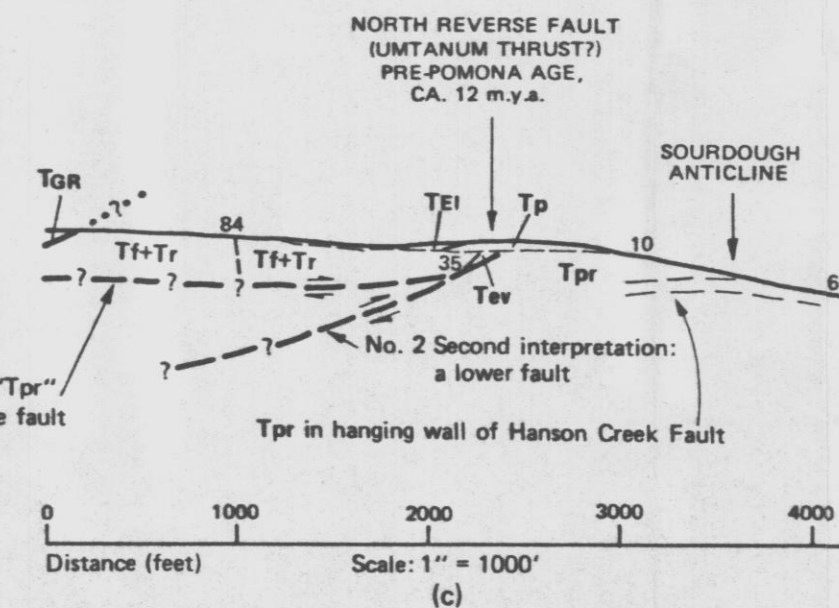 NORTH REVERSE FAULT
(UMTANUM THRUST?)
PRE-POMONA AGE,
CA. 12 m.y.a.
SOURDOUGH
ANTICLINE
TGR
?
84
TEl
Tp
10
Tf+Tr
Tf+Tr
35
Tev
Tpr
6
? ? ?
? ?
No. 2 Second interpretation:
a lower fault
"Tpr"
fault
Tpr in hanging wall of Hanson Creek Fault
0 1000 2000 3000 4000
Distance (feet) Scale: 1" = 1000'
(c)